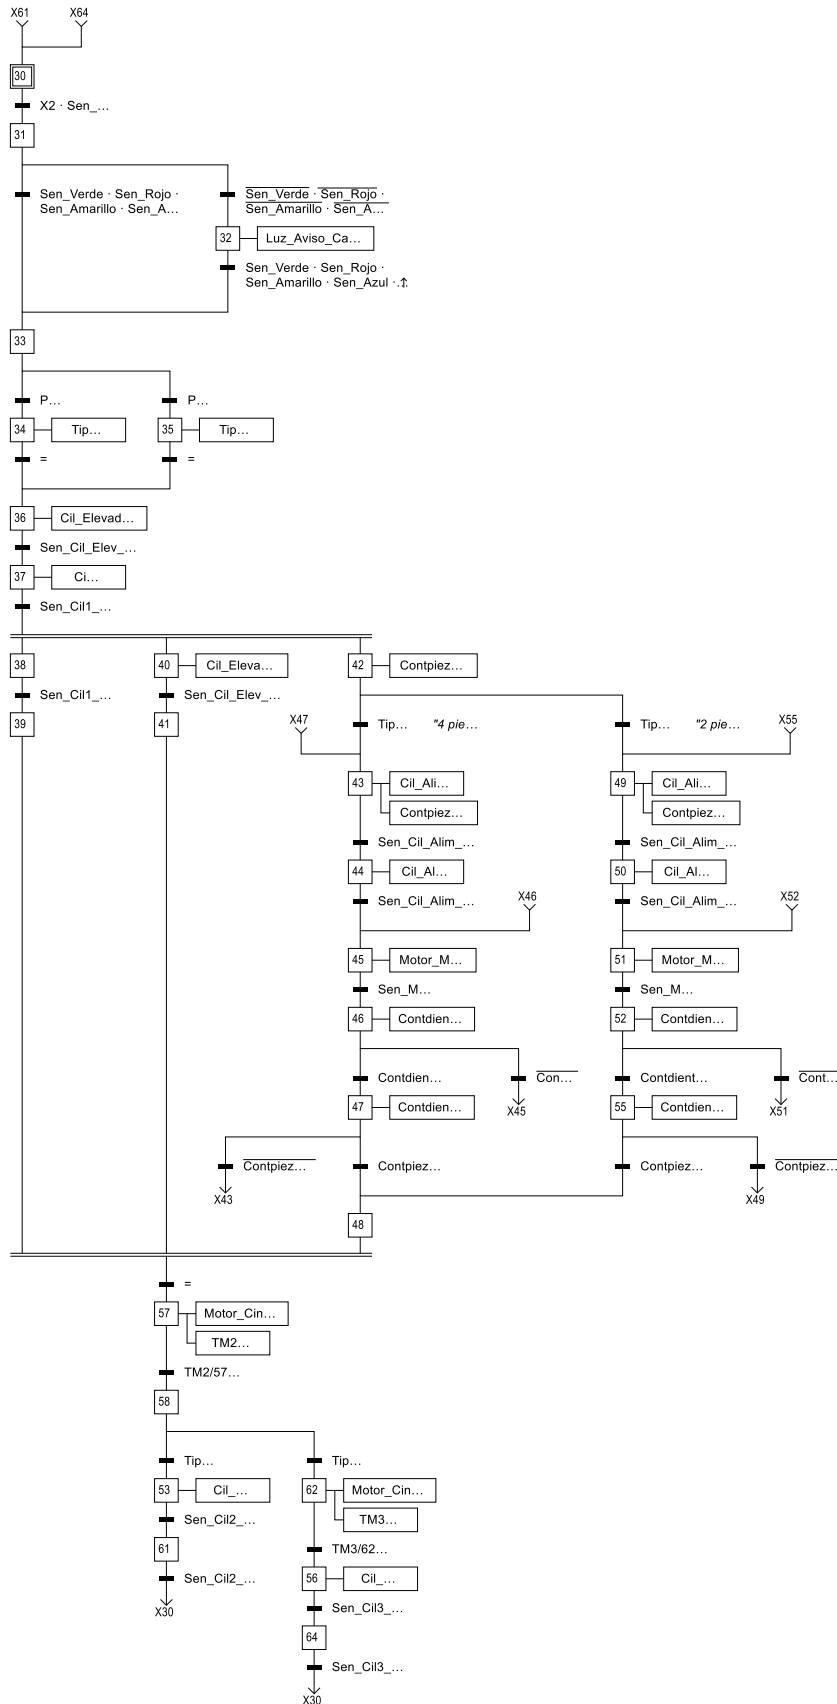 X61 X64
30
X2 · Sen_...
31
Sen_Verde · Sen_Rojo ·
Sen_Amarillo · Sen_A...
Sen_Verde · Sen_Rojo ·
Sen_Amarillo · Sen_A...
32 Luz_Aviso_Ca...
Sen_Verde · Sen_Rojo ·
Sen_Amarillo · Sen_Azul ·.↑.
33
P... P...
34 Tip... 35 Tip...
= =
36 Cil_Elevad...
Sen_Cil_Elev_...
37 Ci...
Sen_Cil1_...
38 40 Cil_Eleva... 42 Contpiez...
Sen_Cil1_... Sen_Cil_Elev_...
39 41 X47 Tip... "4 pie... Tip... "2 pie... X55
43 Cil_Ali... 49 Cil_Ali...
Contpiez... Contpiez...
Sen_Cil_Alim_... Sen_Cil_Alim_...
44 Cil_Al... 50 Cil_Al...
Sen_Cil_Alim_... X46 Sen_Cil_Alim_... X52
45 Motor_M... 51 Motor_M...
Sen_M... Sen_M...
46 Contdien... 52 Contdien...
Contdien... Con... Contdient... Cont...
47 Contdien... X45 55 Contdien... X51
Contpiez... Contpiez... Contpiez... Contpiez...
X43 X49
48
=
57 Motor_Cin...
TM2...
TM2/57...
58
Tip... Tip...
53 Cil_... 62 Motor_Cin...
Sen_Cil2_... TM3...
61 TM3/62...
Sen_Cil2_... 56 Cil_...
X30 Sen_Cil3_...
64
Sen_Cil3_...
X30